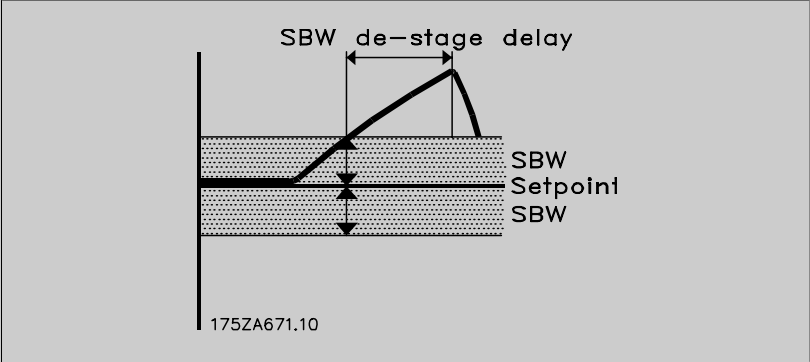 SBW de-stage delay
SBW
Setpoint
SBW
175ZA671.10